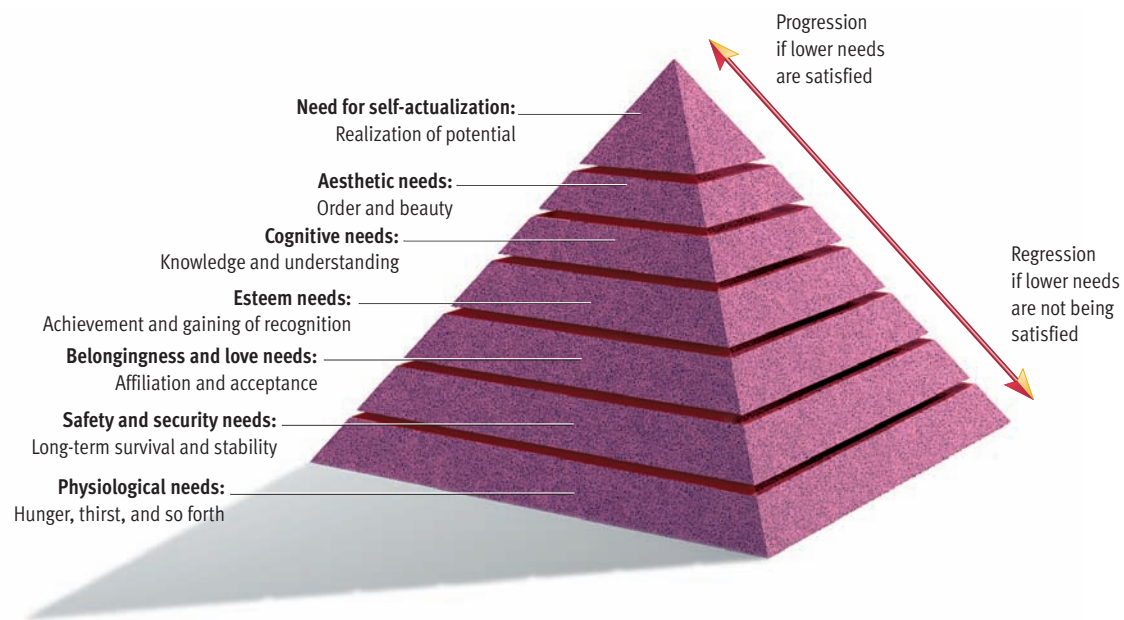 Progression
if lower needs
are satisfied
Need for self-actualization:
Realization of potential
Aesthetic needs:
Order and beauty
Cognitive needs:
Knowledge and understanding
Regression
if lower needs
are not being
satisfied
Esteem needs:
Achievement and gaining of recognition
Belongingness and love needs:
Affiliation and acceptance
Safety and security needs:
Long-term survival and stability
Physiological needs:
Hunger, thirst, and so forth